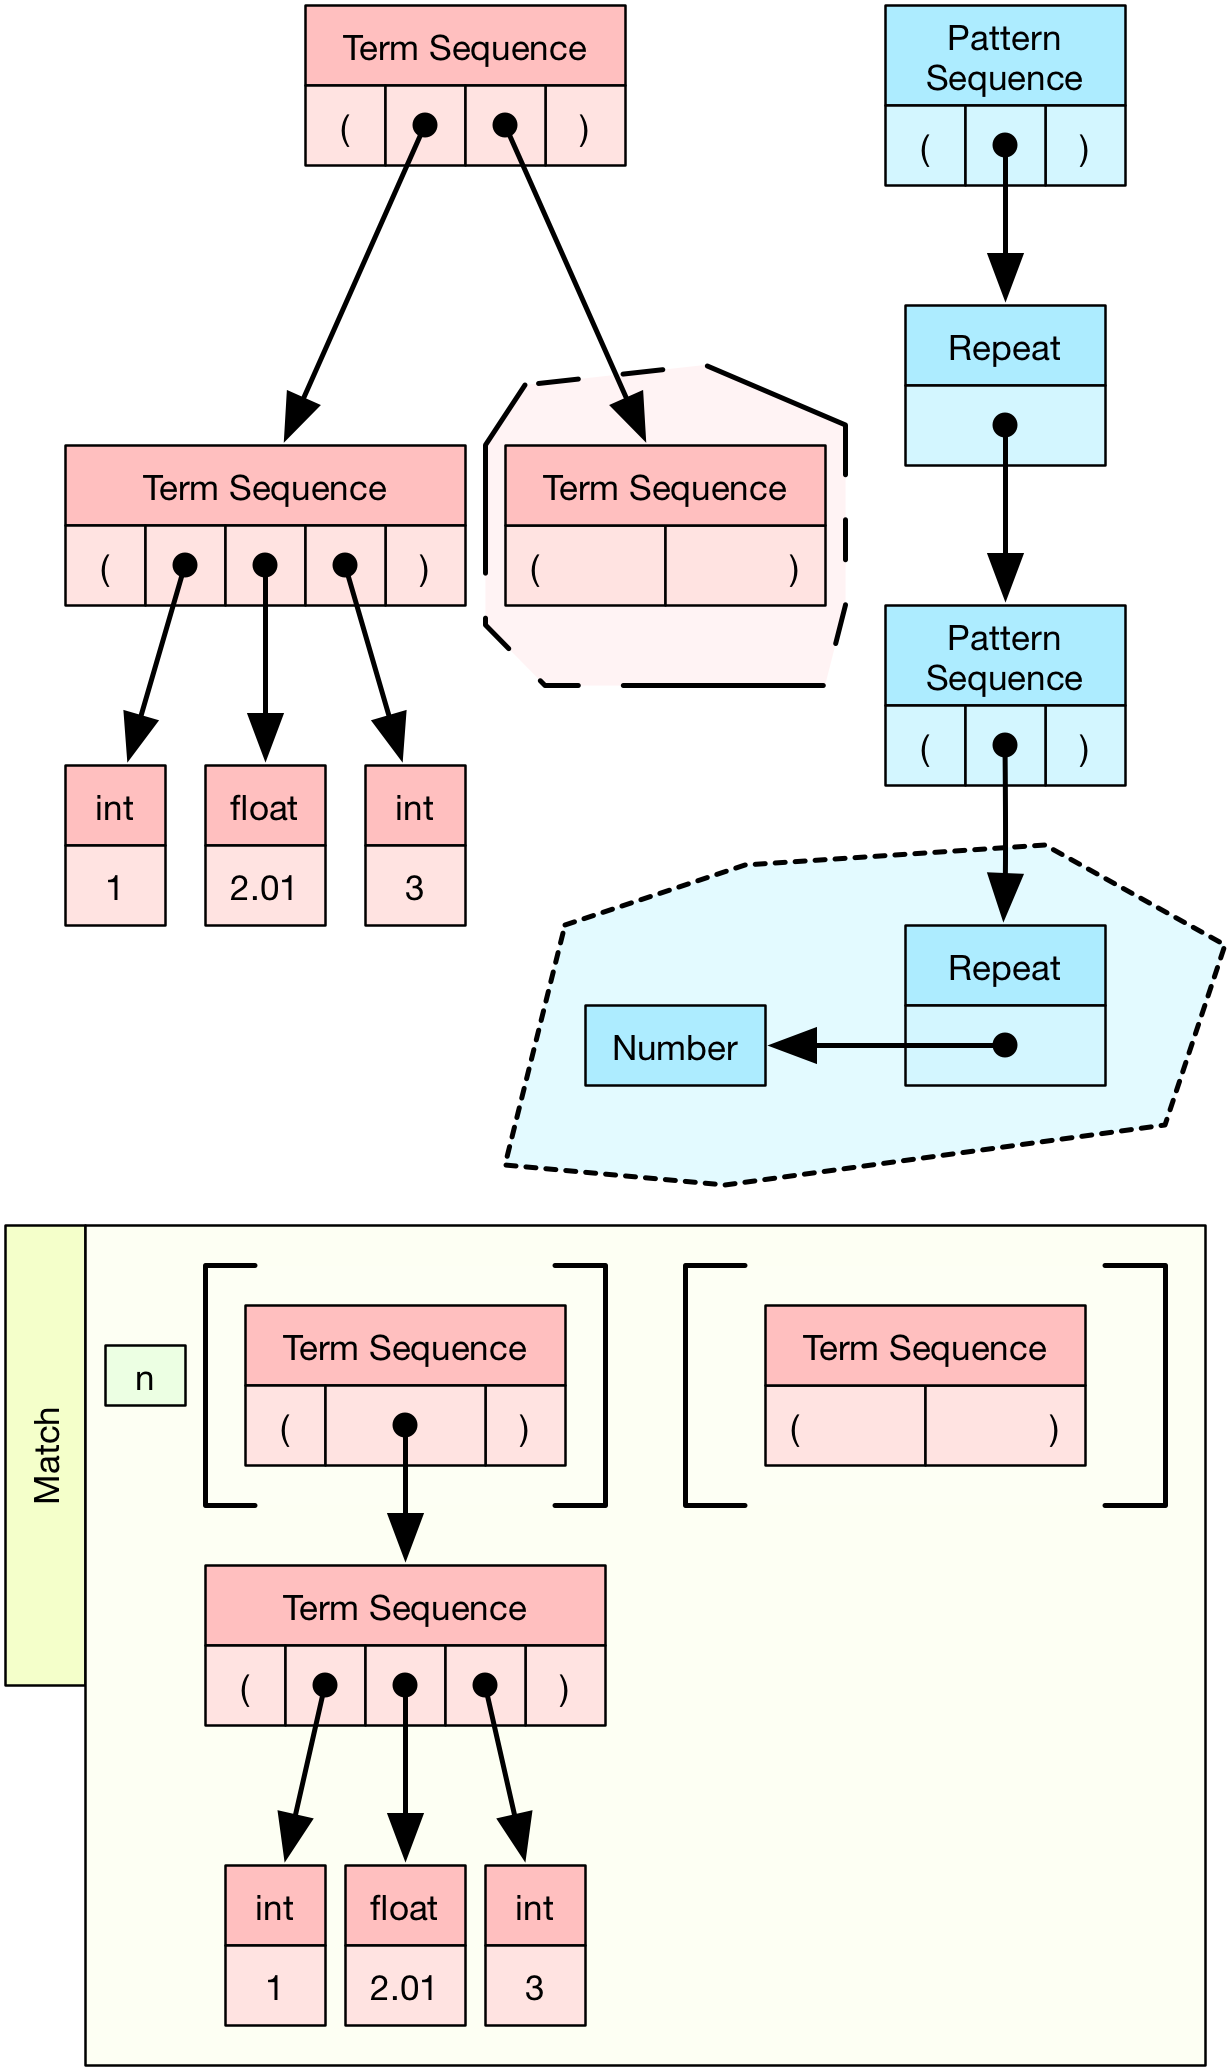 Term Sequence
( )
Pattern
Sequence
( )
Repeat
Term Sequence
( )
Term Sequence
( )
Pattern
Sequence
( )
int
1
float
2.01
int
3
Repeat
Number
Match
n
Term Sequence
( )
Term Sequence
( )
Term Sequence
( )
int
1
float
2.01
int
3